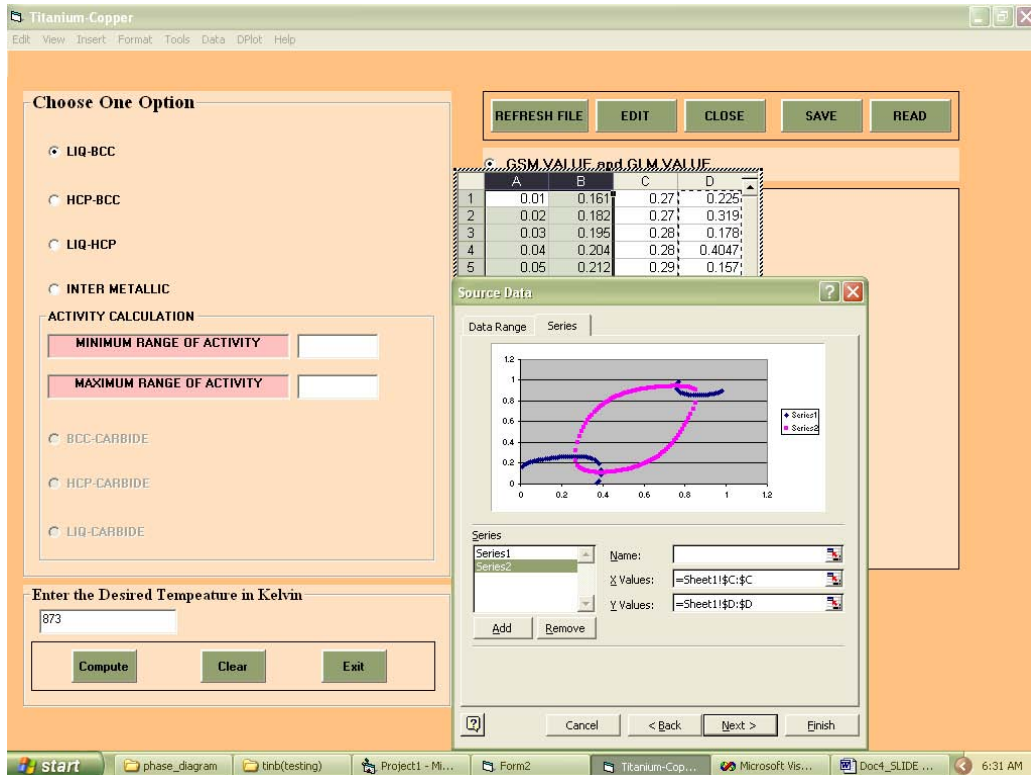 Titanium-Copper
Edit View Insert Format Tools Data DPlot Help
Choose One Option
LIQ-BCC
HCP-BCC
LIQ-HCP
INTER METALLIC
ACTIVITY CALCULATION
MINIMUM RANGE OF ACTIVITY
MAXIMUM RANGE OF ACTIVITY
BCC-CARBIDE
HCP-CARBIDE
LIQ-CARBIDE
Enter the Desired Tempeature in Kelvin
873
Compute Clear Exit
REFRESH FILE EDIT CLOSE SAVE READ
GSM.VALUE and GLM.VALUE
A B C D
1 0.01 0.161 0.27 0.225
2 0.02 0.182 0.27 0.319
3 0.03 0.195 0.28 0.178
4 0.04 0.204 0.28 0.4047
5 0.05 0.212 0.29 0.157
Source Data
Data Range Series
1.2
1
0.8
0.6
0.4
0.2
0
0 0.2 0.4 0.6 0.8 1 1.2
Series1
Series2
Series
Series1
Series2
Name:
X Values: =Sheet1!$C:$C
Y Values: =Sheet1!$D:$D
Add Remove
Cancel < Back Next > Finish
start phase_diagram tinb(testing) Project1 - Mi... Form2 Titanium-Cop... Microsoft Vis... Doc4_SLIDE ... 6:31 AM